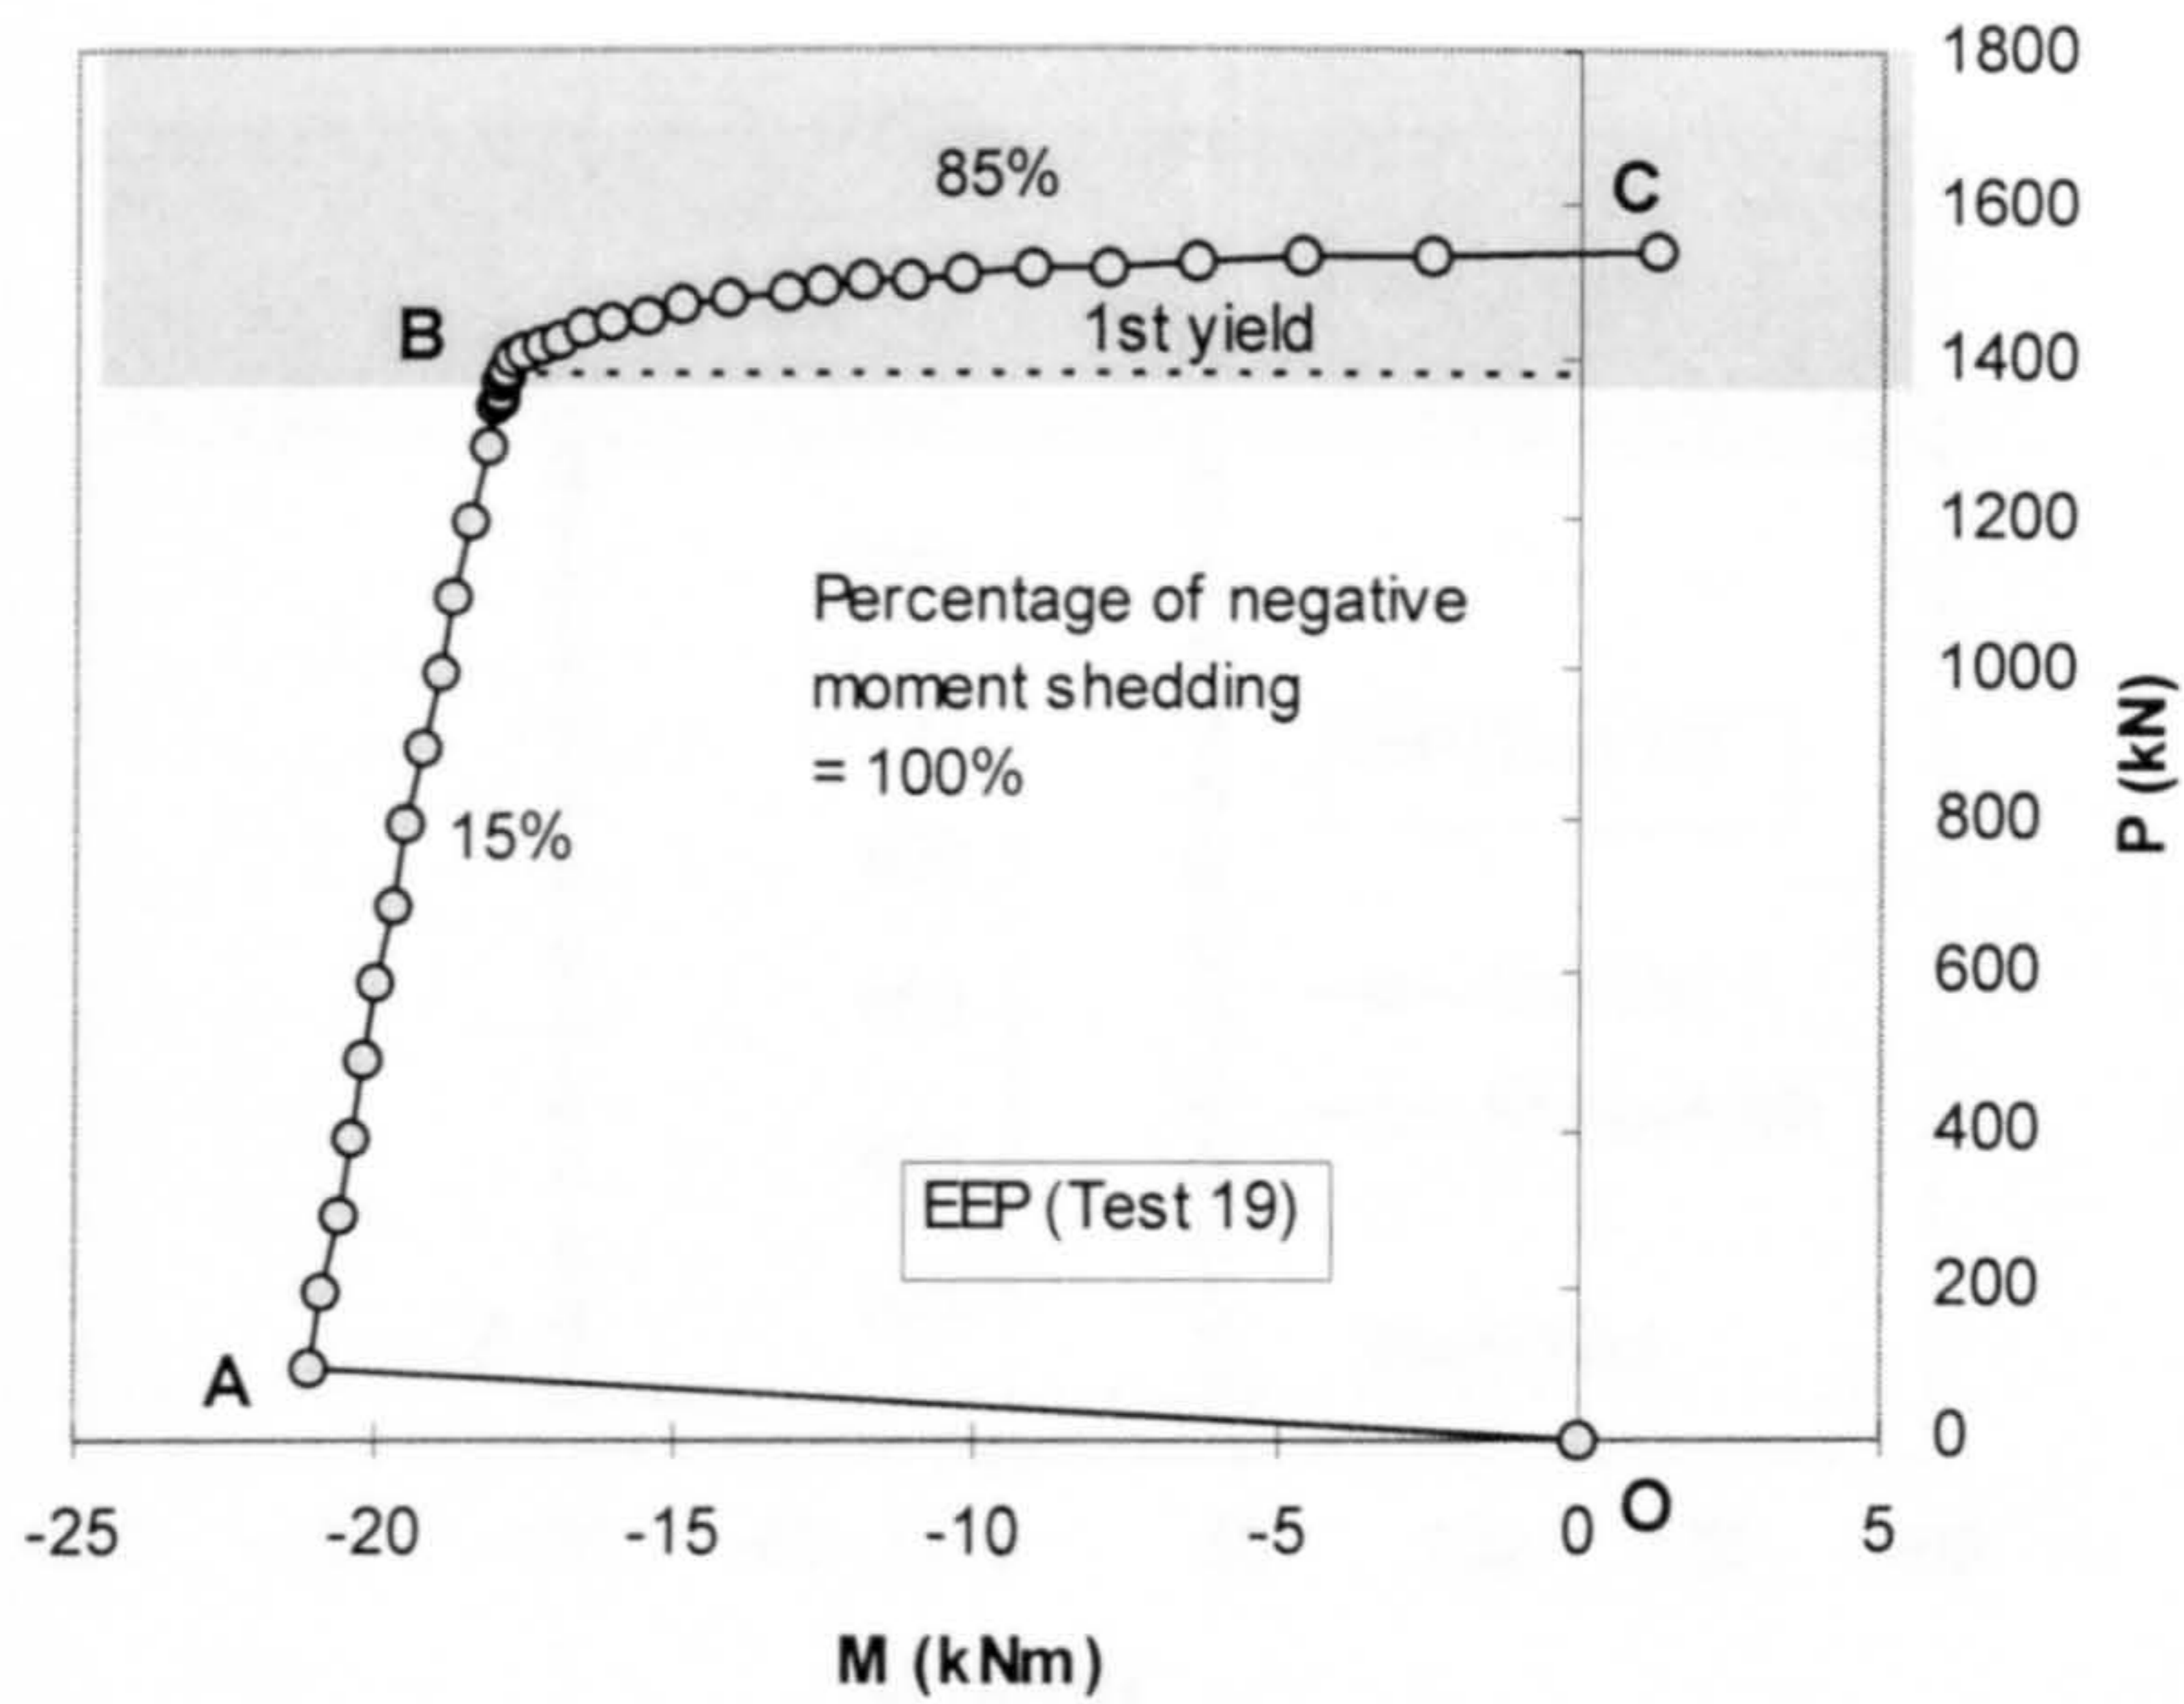 1800
85%
C
1600
B
1st yield
1400
1200
Percentage of negative
moment shedding
= 100%
1000
P (kN)
15%
800
600
400
EEP (Test 19)
200
A
0
O
-25 -20 -15 -10 -5 0 5
M (kNm)